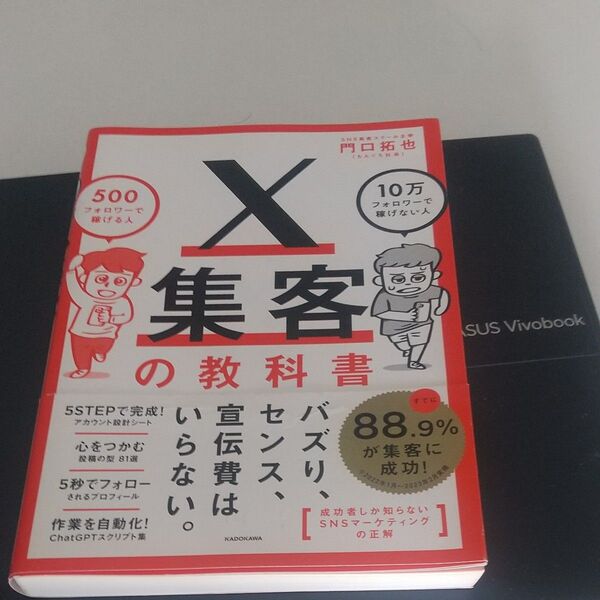 SNS集客スクール主宰
門口拓也
500
フォロワーで
稼げる人
10万
フォロワーで
稼げない人
X
集客
の教科書
ASUS Vivobook
バズり、
センス、
宣伝費は
いらない。
5STEPで完成!
アカウント設計シート
心をつかむ
投稿の型 81選
5秒でフォロー
されるプロフィール
作業を自動化!
ChatGPTスクリプト集
すでに
88.9%
が集客に
成功!
成功者しか知らない
SNSマーケティング
の正解
KADOKAWA